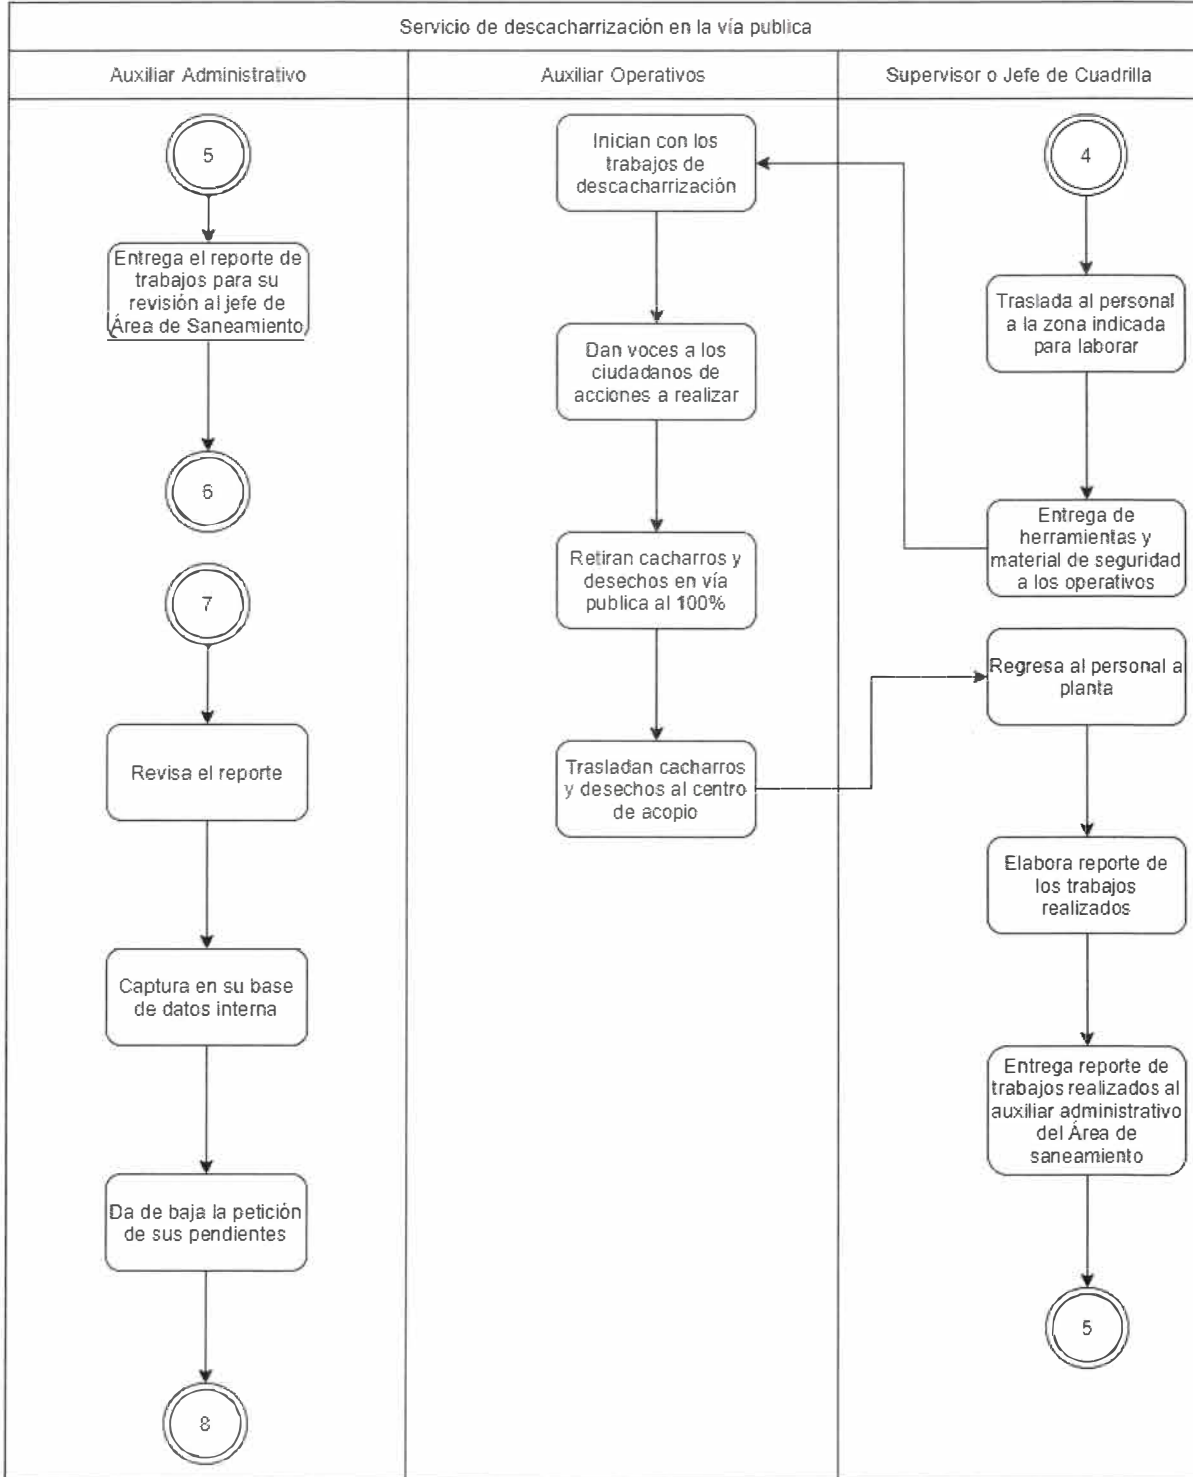 Servicio de descacharrización en la vía publica
Auxiliar Administrativo
Auxiliar Operativos
Supervisor o Jefe de Cuadrilla
5
Entrega el reporte de
trabajos para su
revisión al jefe de
Área de Saneamiento
6
7
Revisa el reporte
Captura en su base
de datos interna
Da de baja la petición
de sus pendientes
8
Inician con los
trabajos de
descacharrización
Dan voces a los
ciudadanos de
acciones a realizar
Retiran cacharros y
desechos en vía
publica al 100%
Trasladan cacharros
y desechos al centro
de acopio
4
Traslada al personal
a la zona indicada
para laborar
Entrega de
herramientas y
material de seguridad
a los operativos
Regresa al personal a
planta
Elabora reporte de
los trabajos
realizados
Entrega reporte de
trabajos realizados al
auxiliar administrativo
del Área de
saneamiento
5